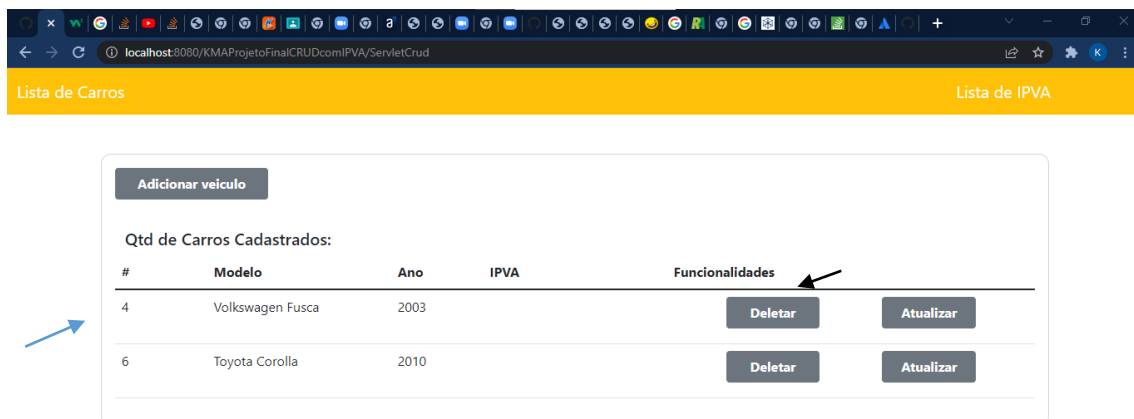 localhost:8080/KMAProjetoFinalCRUDcomIPVA/ServletCrud
K
Lista de Carros Lista de IPVA
Adicionar veiculo
Qtd de Carros Cadastrados:
# Modelo Ano IPVA Funcionalidades
4 Volkswagen Fusca 2003 Deletar Atualizar
6 Toyota Corolla 2010 Deletar Atualizar